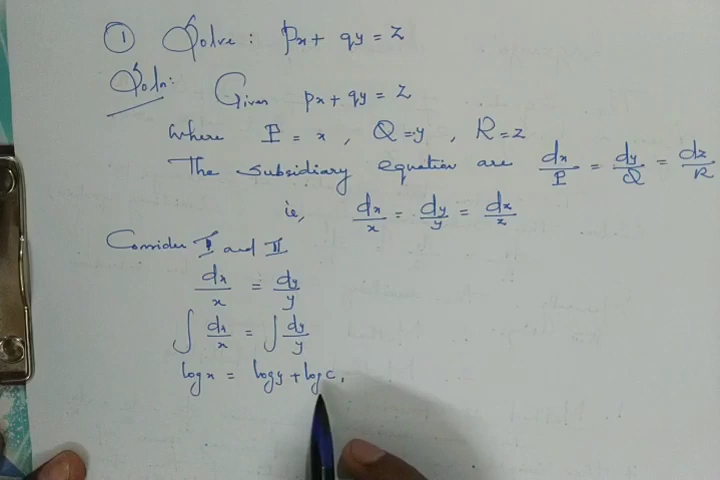 ① Solve : px + qy = z
Soln: Given px + qy = z
Where P = x , Q = y , R = z
The subsidiary equation are dx/P = dy/Q = dz/R
ie, dx/x = dy/y = dz/z
Consider I and II
dx/x = dy/y
∫ dx/x = ∫ dy/y
log x = log y + log c₁